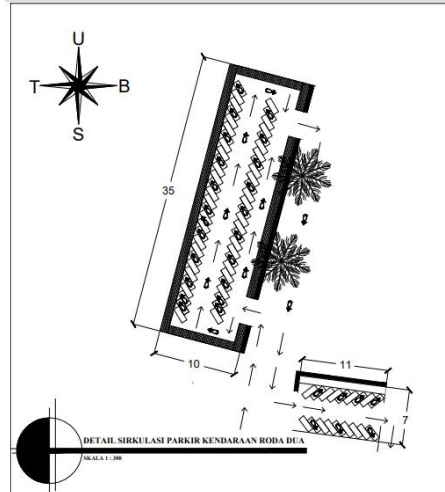 U
T B
S
35
10
11
7
DETAIL SIRKULASI PARKIR KENDARAAN RODA DUA
SKALA 1 : 300